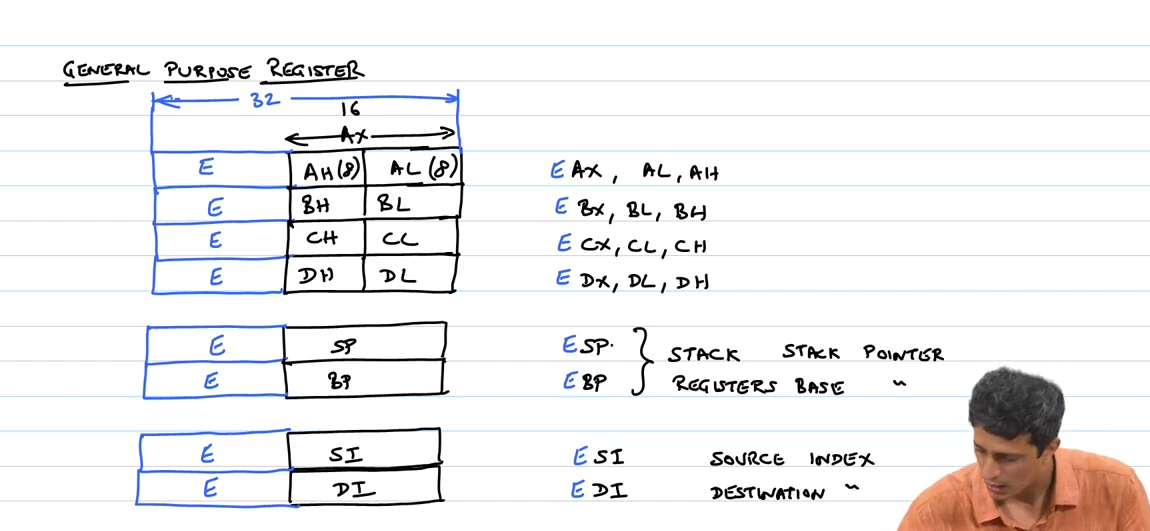 GENERAL PURPOSE REGISTER
32
16
AX
E AH(8) AL(8) EAX, AL, AH
E BH BL EBX, BL, BH
E CH CL ECX, CL, CH
E DH DL EDX, DL, DH
E SP ESP. STACK STACK POINTER
E BP EBP REGISTERS BASE "
E SI ESI SOURCE INDEX
E DI EDI DESTINATION "